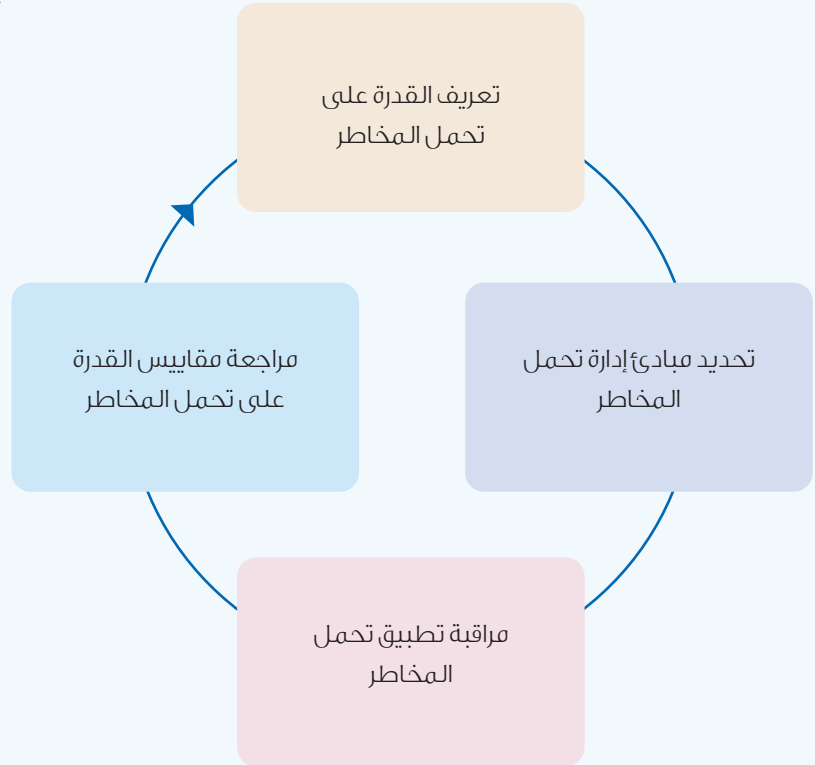 تعريف القدرة على
تحمل المخاطر
تحديد مبادئ إدارة تحمل
المخاطر
مراقبة تطبيق تحمل
المخاطر
مراجعة مقاييس القدرة
على تحمل المخاطر